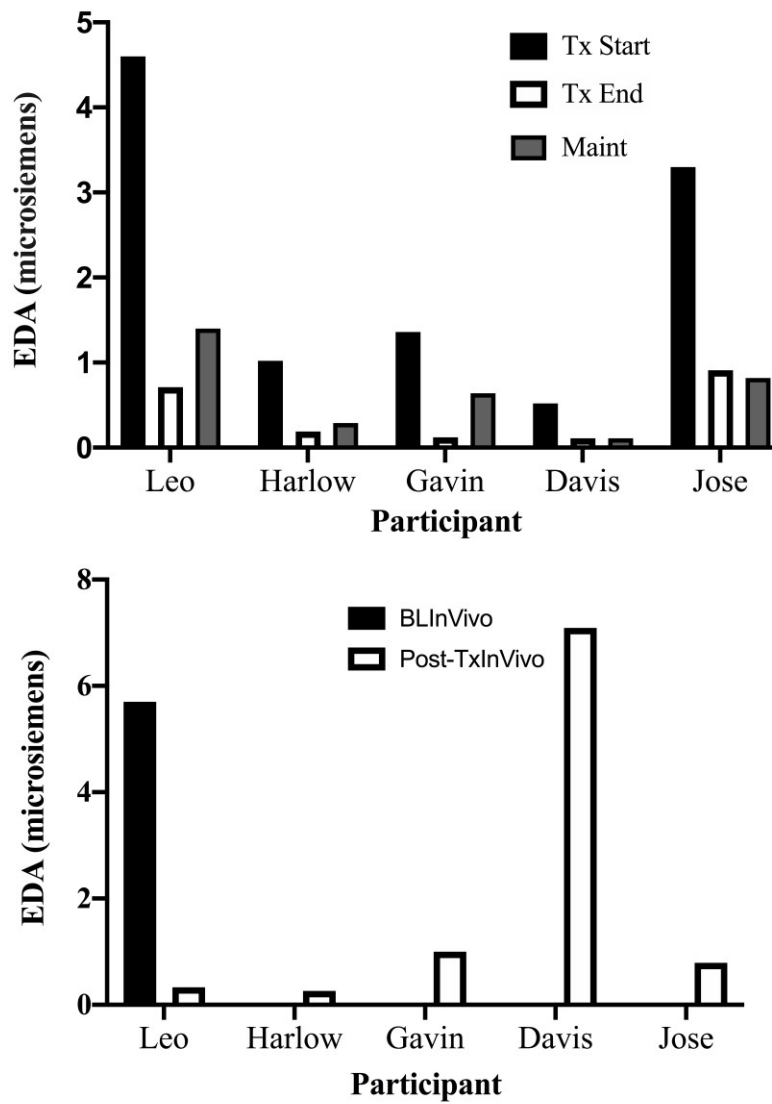 EDA (microsiemens)
5
4
3
2
1
0
Tx Start
Tx End
Maint
Leo Harlow Gavin Davis Jose
Participant
EDA (microsiemens)
8
6
4
2
0
BLInVivo
Post-TxInVivo
Leo Harlow Gavin Davis Jose
Participant